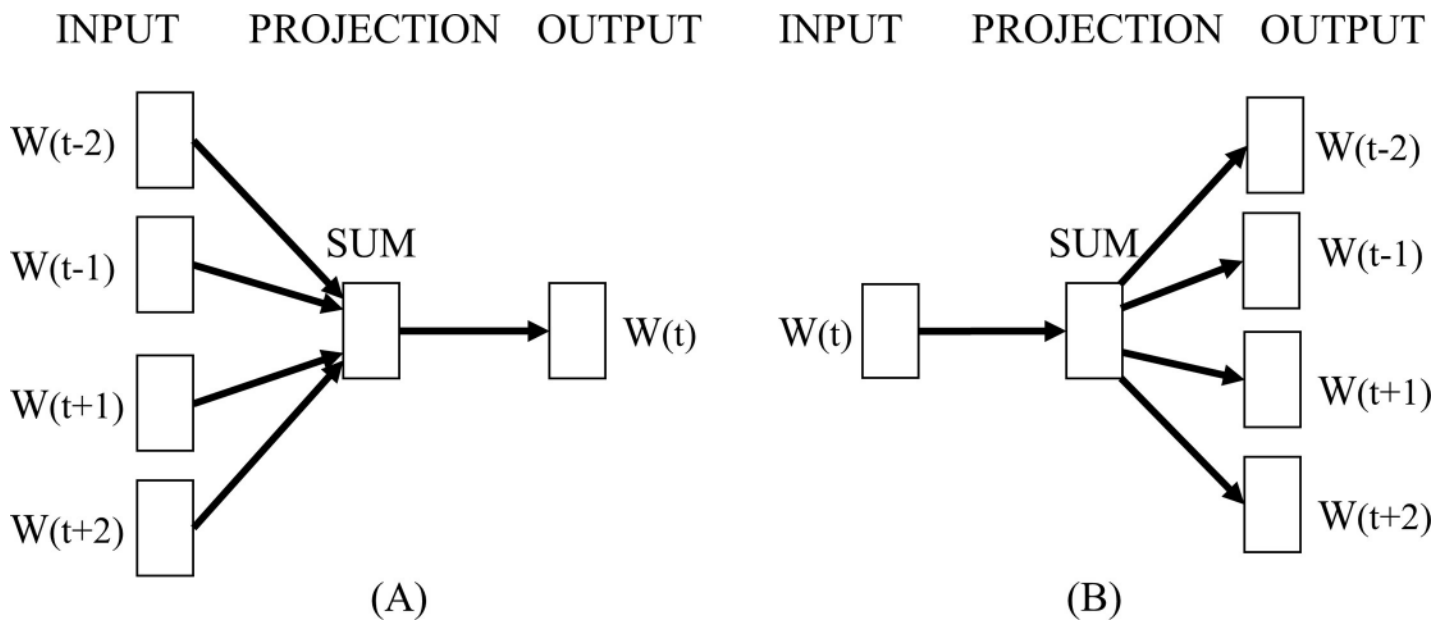 INPUT PROJECTION OUTPUT
W(t-2)
W(t-1)
SUM
W(t)
W(t+1)
W(t+2)
(A)
INPUT PROJECTION OUTPUT
W(t-2)
SUM
W(t-1)
W(t)
W(t+1)
W(t+2)
(B)